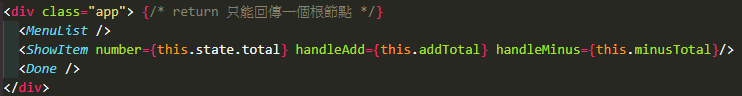 <div class="app"> {/* return 只能回傳一個根節點 */}
<MenuList />
<ShowItem number={this.state.total} handleAdd={this.addTotal} handleMinus={this.minusTotal}/>
<Done />
</div>